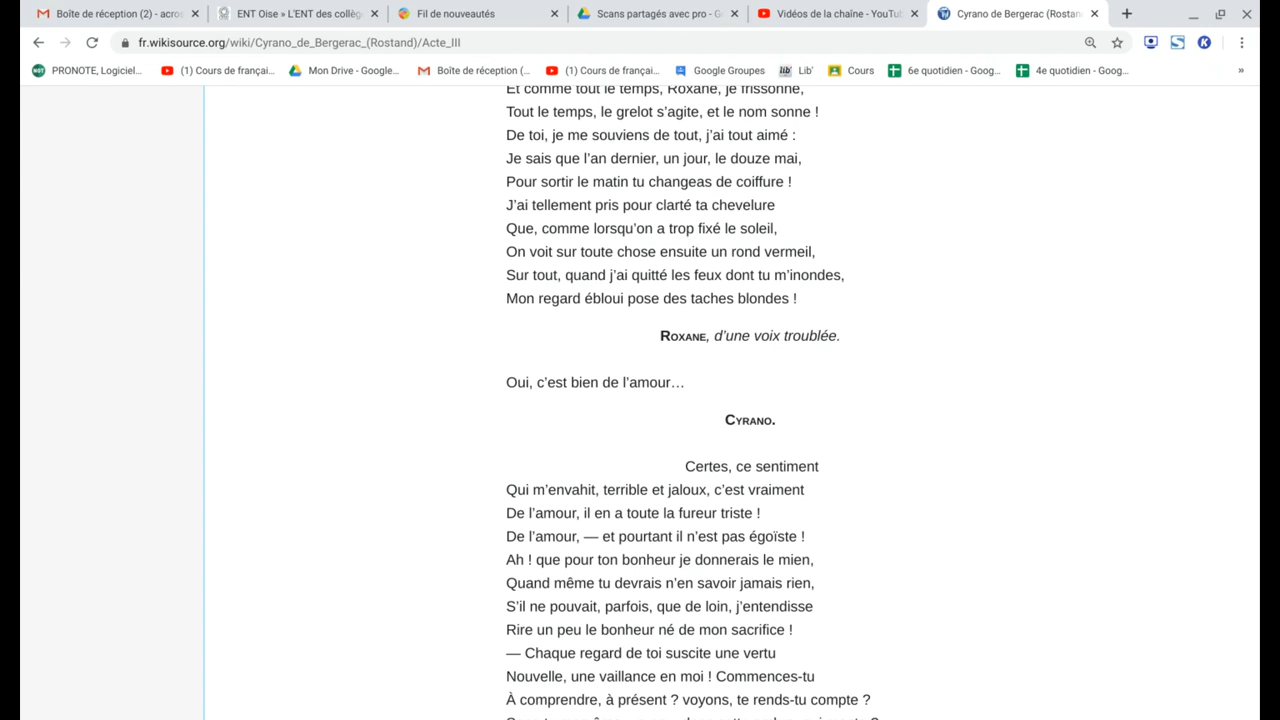 Boîte de réception (2) - acros
ENT Oise » L'ENT des collèg
Fil de nouveautés
Scans partagés avec pro - G
Vidéos de la chaîne - YouTu
Cyrano de Bergerac (Rostan
fr.wikisource.org/wiki/Cyrano_de_Bergerac_(Rostand)/Acte_III
PRONOTE, Logiciel...
(1) Cours de françai...
Mon Drive - Google...
Boîte de réception (...
(1) Cours de françai...
Google Groupes
Lib'
Cours
6e quotidien - Goog...
4e quotidien - Goog...
»
Et comme tout le temps, Roxane, je frissonne,
Tout le temps, le grelot s’agite, et le nom sonne !
De toi, je me souviens de tout, j’ai tout aimé :
Je sais que l’an dernier, un jour, le douze mai,
Pour sortir le matin tu changeas de coiffure !
J’ai tellement pris pour clarté ta chevelure
Que, comme lorsqu’on a trop fixé le soleil,
On voit sur toute chose ensuite un rond vermeil,
Sur tout, quand j’ai quitté les feux dont tu m’inondes,
Mon regard ébloui pose des taches blondes !
Roxane, d’une voix troublée.
Oui, c’est bien de l’amour…
Cyrano.
Certes, ce sentiment
Qui m’envahit, terrible et jaloux, c’est vraiment
De l’amour, il en a toute la fureur triste !
De l’amour, — et pourtant il n’est pas égoïste !
Ah ! que pour ton bonheur je donnerais le mien,
Quand même tu devrais n’en savoir jamais rien,
S’il ne pouvait, parfois, que de loin, j’entendisse
Rire un peu le bonheur né de mon sacrifice !
— Chaque regard de toi suscite une vertu
Nouvelle, une vaillance en moi ! Commences-tu
À comprendre, à présent ? voyons, te rends-tu compte ?